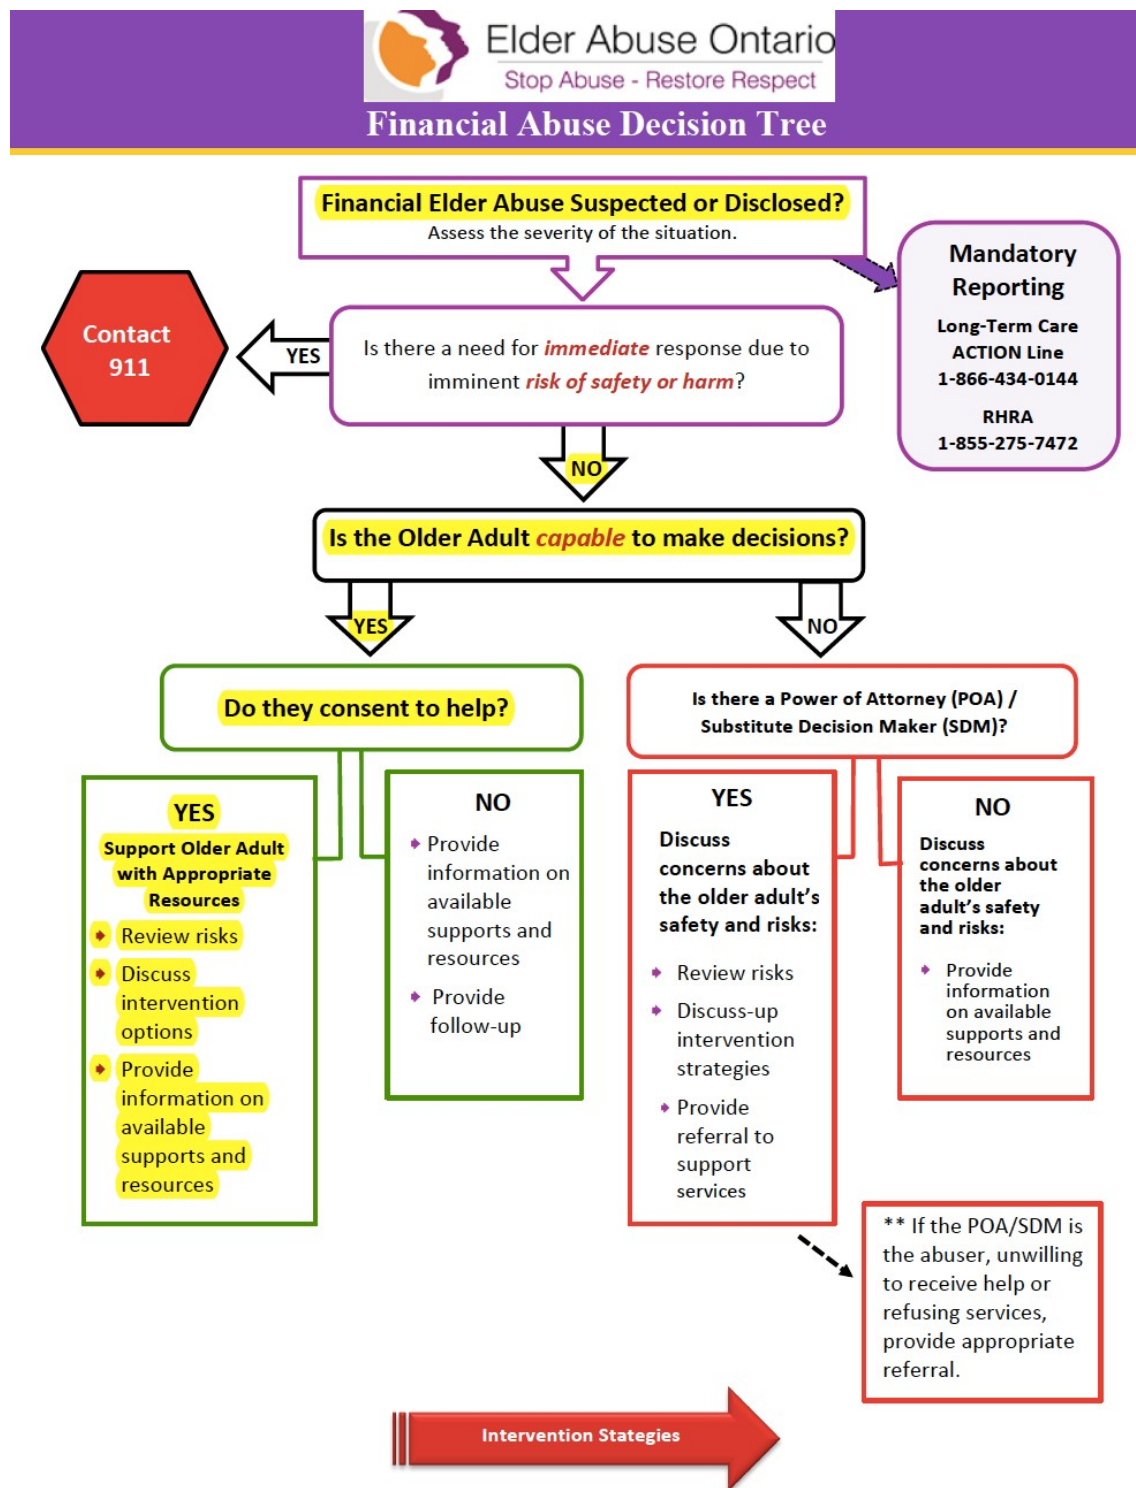 Elder Abuse Ontario
Stop Abuse - Restore Respect
Financial Abuse Decision Tree
Financial Elder Abuse Suspected or Disclosed?
Assess the severity of the situation.
Mandatory
Reporting
Long-Term Care
ACTION Line
1-866-434-0144
RHRA
1-855-275-7472
Contact
911
YES
Is there a need for immediate response due to
imminent risk of safety or harm?
NO
Is the Older Adult capable to make decisions?
YES
NO
Do they consent to help?
Is there a Power of Attorney (POA) /
Substitute Decision Maker (SDM)?
YES
Support Older Adult
with Appropriate
Resources
Review risks
Discuss
intervention
options
Provide
information on
available
supports and
resources
NO
Provide
information on
available
supports and
resources
Provide
follow-up
YES
Discuss
concerns about
the older adult's
safety and risks:
Review risks
Discuss-up
intervention
strategies
Provide
referral to
support
services
NO
Discuss
concerns about
the older
adult's safety
and risks:
Provide
information
on available
supports and
resources
** If the POA/SDM is
the abuser, unwilling
to receive help or
refusing services,
provide appropriate
referral.
Intervention Stategies